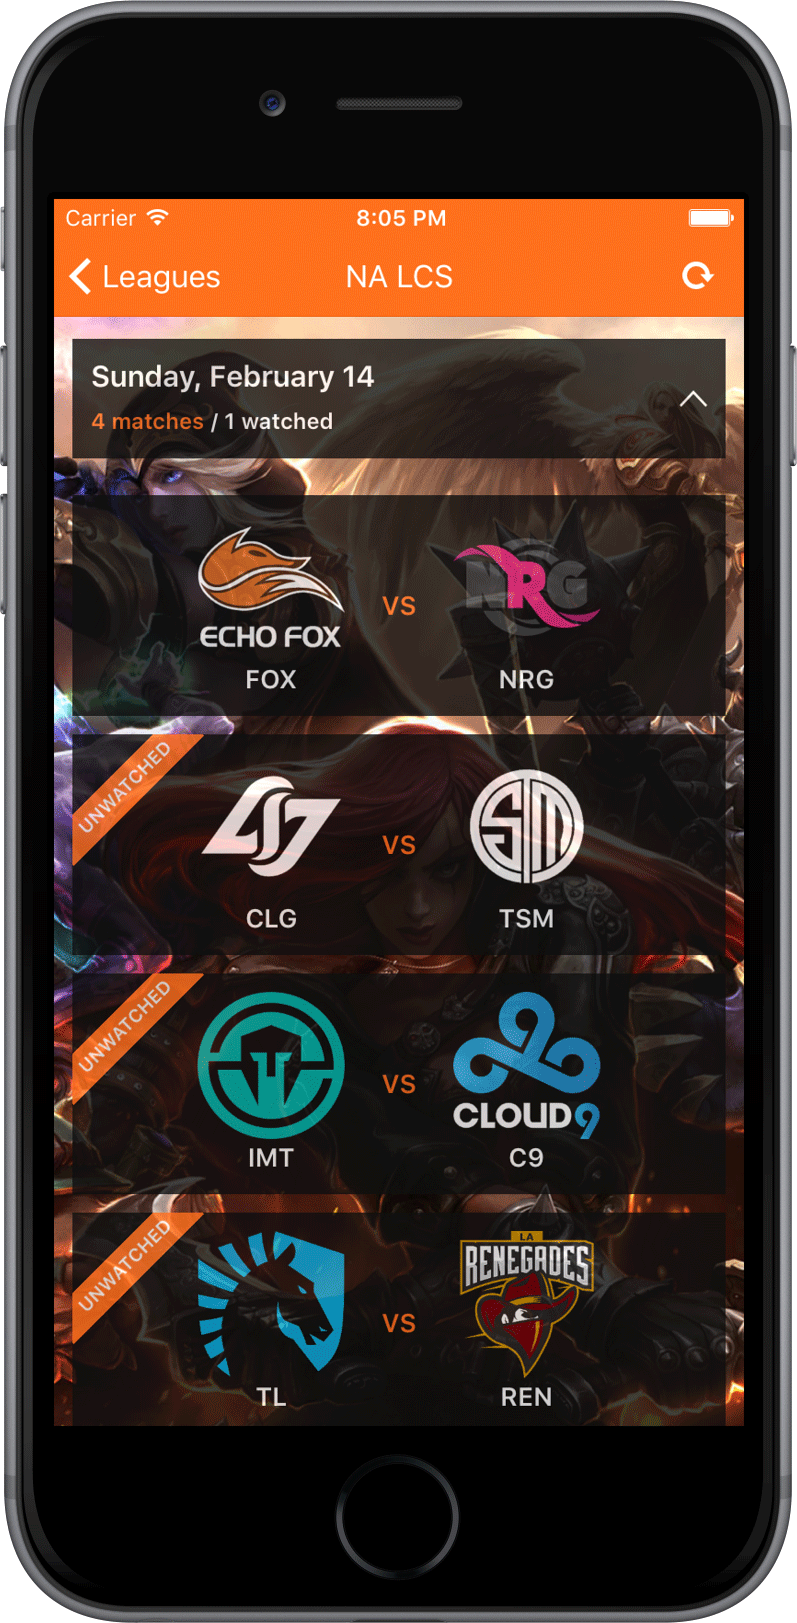 Carrier 8:05 PM
Leagues NA LCS
Sunday, February 14
4 matches / 1 watched
ECHO FOX
NRG
VS
FOX NRG
UNWATCHED
TSM
VS
CLG TSM
UNWATCHED
VS
CLOUD9
IMT C9
UNWATCHED
LA
RENEGADES
VS
TL REN